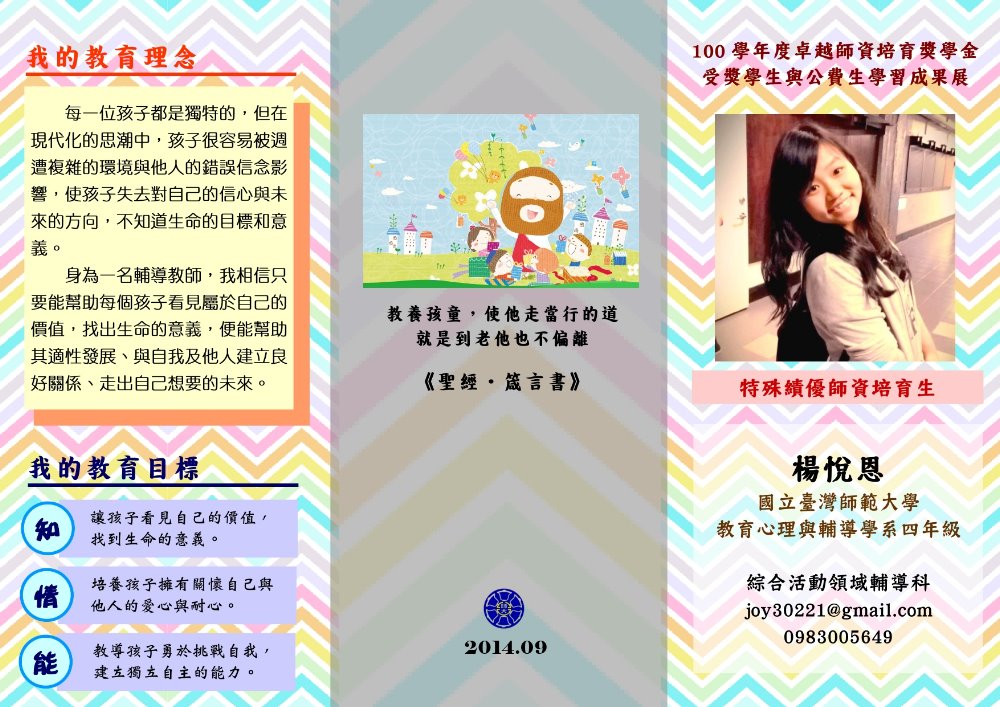 我的教育理念
每一位孩子都是獨特的，但在
現代化的思潮中，孩子很容易被週
遭複雜的環境與他人的錯誤信念影
響，使孩子失去對自己的信心與未
來的方向，不知道生命的目標和意
義。
身為一名輔導教師，我相信只
要能幫助每個孩子看見屬於自己的
價值，找出生命的意義，便能幫助
其適性發展、與自我及他人建立良
好關係、走出自己想要的未來。
我的教育目標
知
讓孩子看見自己的價值，
找到生命的意義。
情
培養孩子擁有關懷自己與
他人的愛心與耐心。
能
教導孩子勇於挑戰自我，
建立獨立自主的能力。
教養孩童，使他走當行的道
就是到老他也不偏離
《聖經‧箴言書》
2014.09
100 學年度卓越師資培育獎學金
受獎學生與公費生學習成果展
特殊績優師資培育生
楊悅恩
國立臺灣師範大學
教育心理與輔導學系四年級
綜合活動領域輔導科
joy30221@gmail.com
0983005649